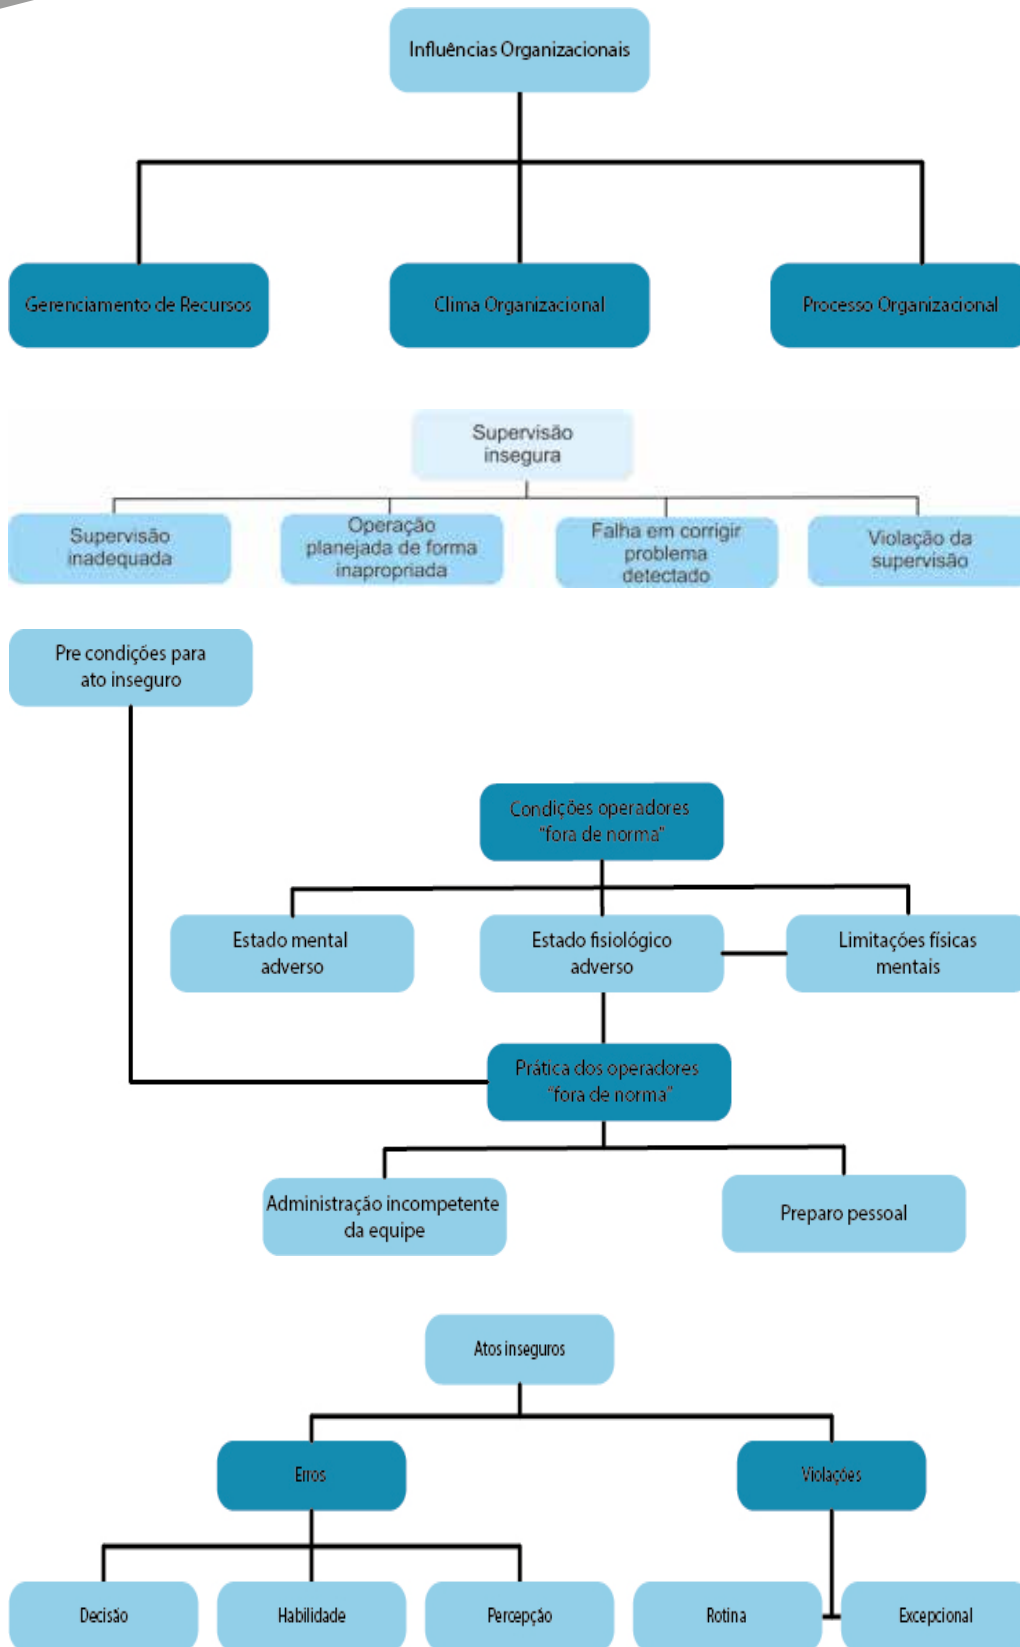 Influências Organizacionais
Gerenciamento de Recursos
Clima Organizacional
Processo Organizacional
Supervisão
insegura
Supervisão
inadequada
Operação
planejada de forma
inapropriada
Falha em corrigir
problema
detectado
Violação da
supervisão
Pre condições para
ato inseguro
Condições operadores
"fora de norma"
Estado mental
adverso
Estado fisiológico
adverso
Limitações físicas
mentais
Prática dos operadores
"fora de norma"
Administração incompetente
da equipe
Preparo pessoal
Atos inseguros
Erros
Violações
Decisão
Habilidade
Percepção
Rotina
Excepcional